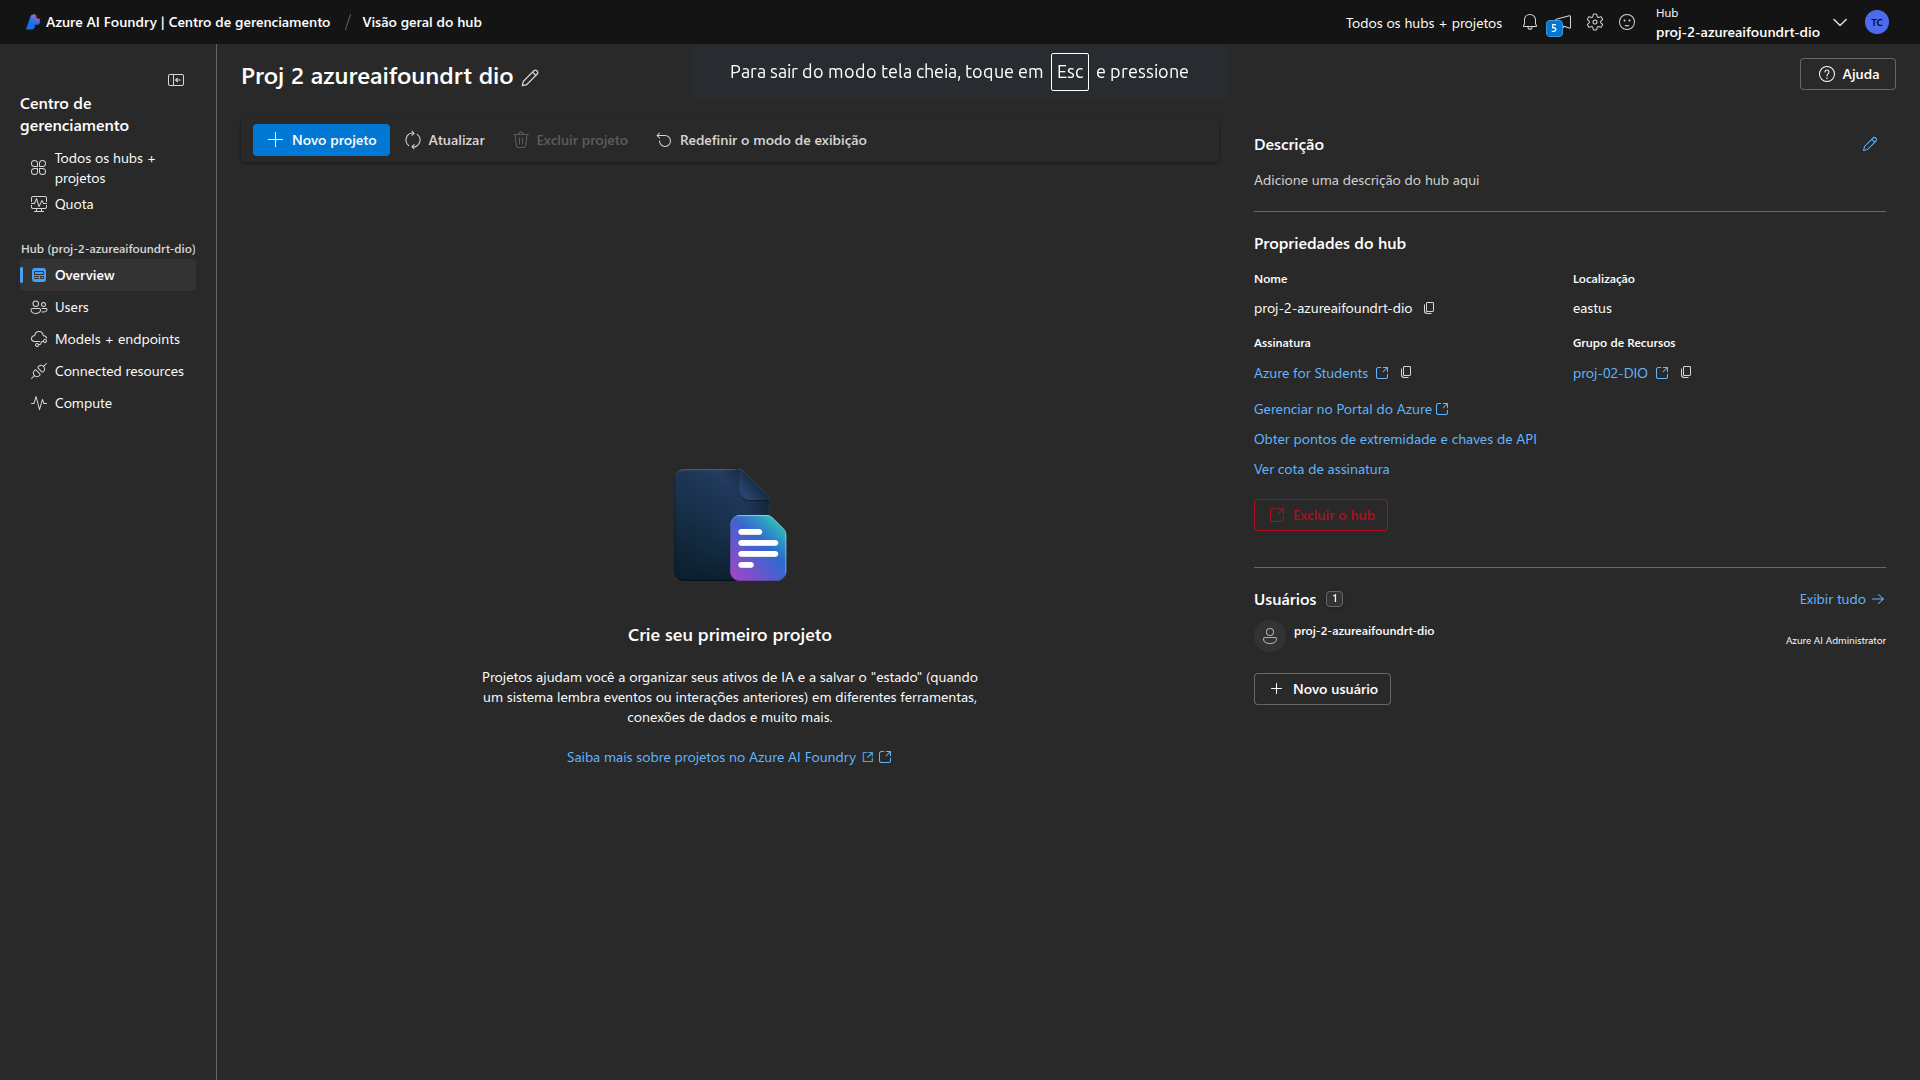 Azure AI Foundry | Centro de gerenciamento / Visão geral do hub
Todos os hubs + projetos
5
Hub
proj-2-azureaifoundrt-dio
TC
Centro de
gerenciamento
Todos os hubs +
projetos
Quota
Hub (proj-2-azureaifoundrt-dio)
Overview
Users
Models + endpoints
Connected resources
Compute
Proj 2 azureaifoundrt dio
Para sair do modo tela cheia, toque em Esc e pressione
Ajuda
Novo projeto
Atualizar
Excluir projeto
Redefinir o modo de exibição
Crie seu primeiro projeto
Projetos ajudam você a organizar seus ativos de IA e a salvar o "estado" (quando
um sistema lembra eventos ou interações anteriores) em diferentes ferramentas,
conexões de dados e muito mais.
Saiba mais sobre projetos no Azure AI Foundry
Descrição
Adicione uma descrição do hub aqui
Propriedades do hub
Nome
proj-2-azureaifoundrt-dio
Localização
eastus
Assinatura
Azure for Students
Grupo de Recursos
proj-02-DIO
Gerenciar no Portal do Azure
Obter pontos de extremidade e chaves de API
Ver cota de assinatura
Excluir o hub
Usuários 1
Exibir tudo
proj-2-azureaifoundrt-dio
Azure AI Administrator
Novo usuário